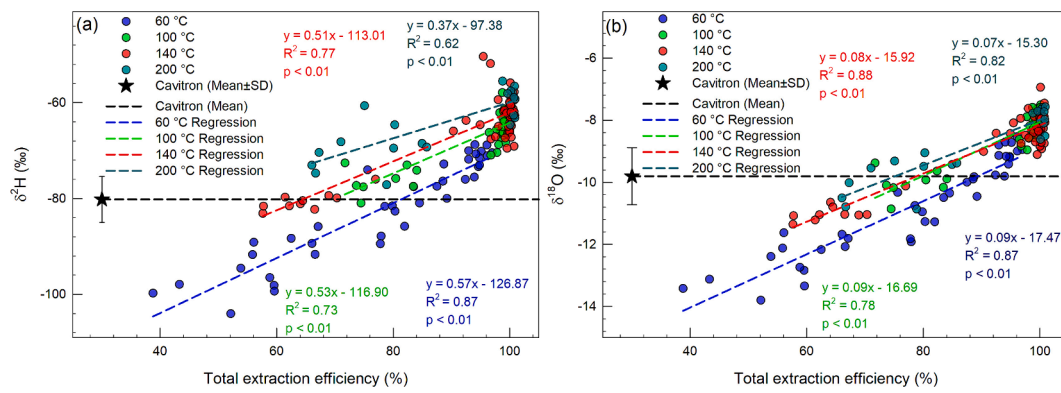 (a)
60 °C
100 °C
140 °C
200 °C
Cavitron (Mean±SD)
Cavitron (Mean)
60 °C Regression
100 °C Regression
140 °C Regression
200 °C Regression
y = 0.51x - 113.01
R² = 0.77
p < 0.01
y = 0.37x - 97.38
R² = 0.62
p < 0.01
y = 0.53x - 116.90
R² = 0.73
p < 0.01
y = 0.57x - 126.87
R² = 0.87
p < 0.01
-60
-80
-100
δ²H (‰)
40 60 80 100
Total extraction efficiency (%)
(b)
60 °C
100 °C
140 °C
200 °C
Cavitron (Mean±SD)
Cavitron (Mean)
60 °C Regression
100 °C Regression
140 °C Regression
200 °C Regression
y = 0.08x - 15.92
R² = 0.88
p < 0.01
y = 0.07x - 15.30
R² = 0.82
p < 0.01
y = 0.09x - 16.69
R² = 0.78
p < 0.01
y = 0.09x - 17.47
R² = 0.87
p < 0.01
-6
-8
-10
-12
-14
δ¹⁸O (‰)
40 60 80 100
Total extraction efficiency (%)